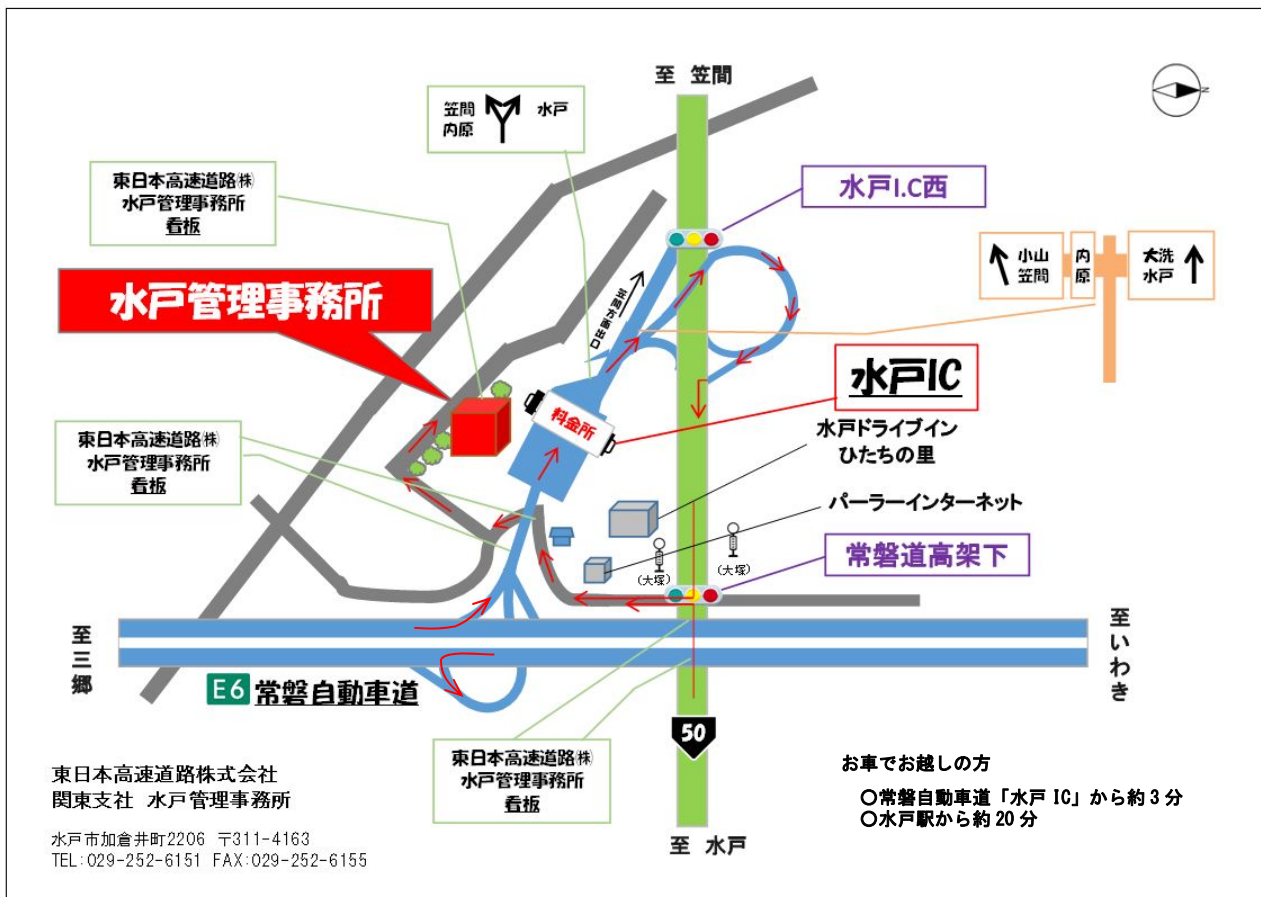 至 笠間
N
笠間
内原
水戸
東日本高速道路㈱
水戸管理事務所
看板
水戸I.C西
小山
笠間
内
原
大洗
水戸
水戸管理事務所
笠間方面出口
水戸IC
料金所
水戸ドライブイン
ひたちの里
東日本高速道路㈱
水戸管理事務所
看板
パーラーインターネット
常磐道高架下
(大塚)
(大塚)
至三郷
至いわき
E6 常磐自動車道
50
東日本高速道路㈱
水戸管理事務所
看板
至 水戸
東日本高速道路株式会社
関東支社 水戸管理事務所
水戸市加倉井町2206 〒311-4163
TEL:029-252-6151 FAX:029-252-6155
お車でお越しの方
○常磐自動車道「水戸 IC」から約3分
○水戸駅から約20分